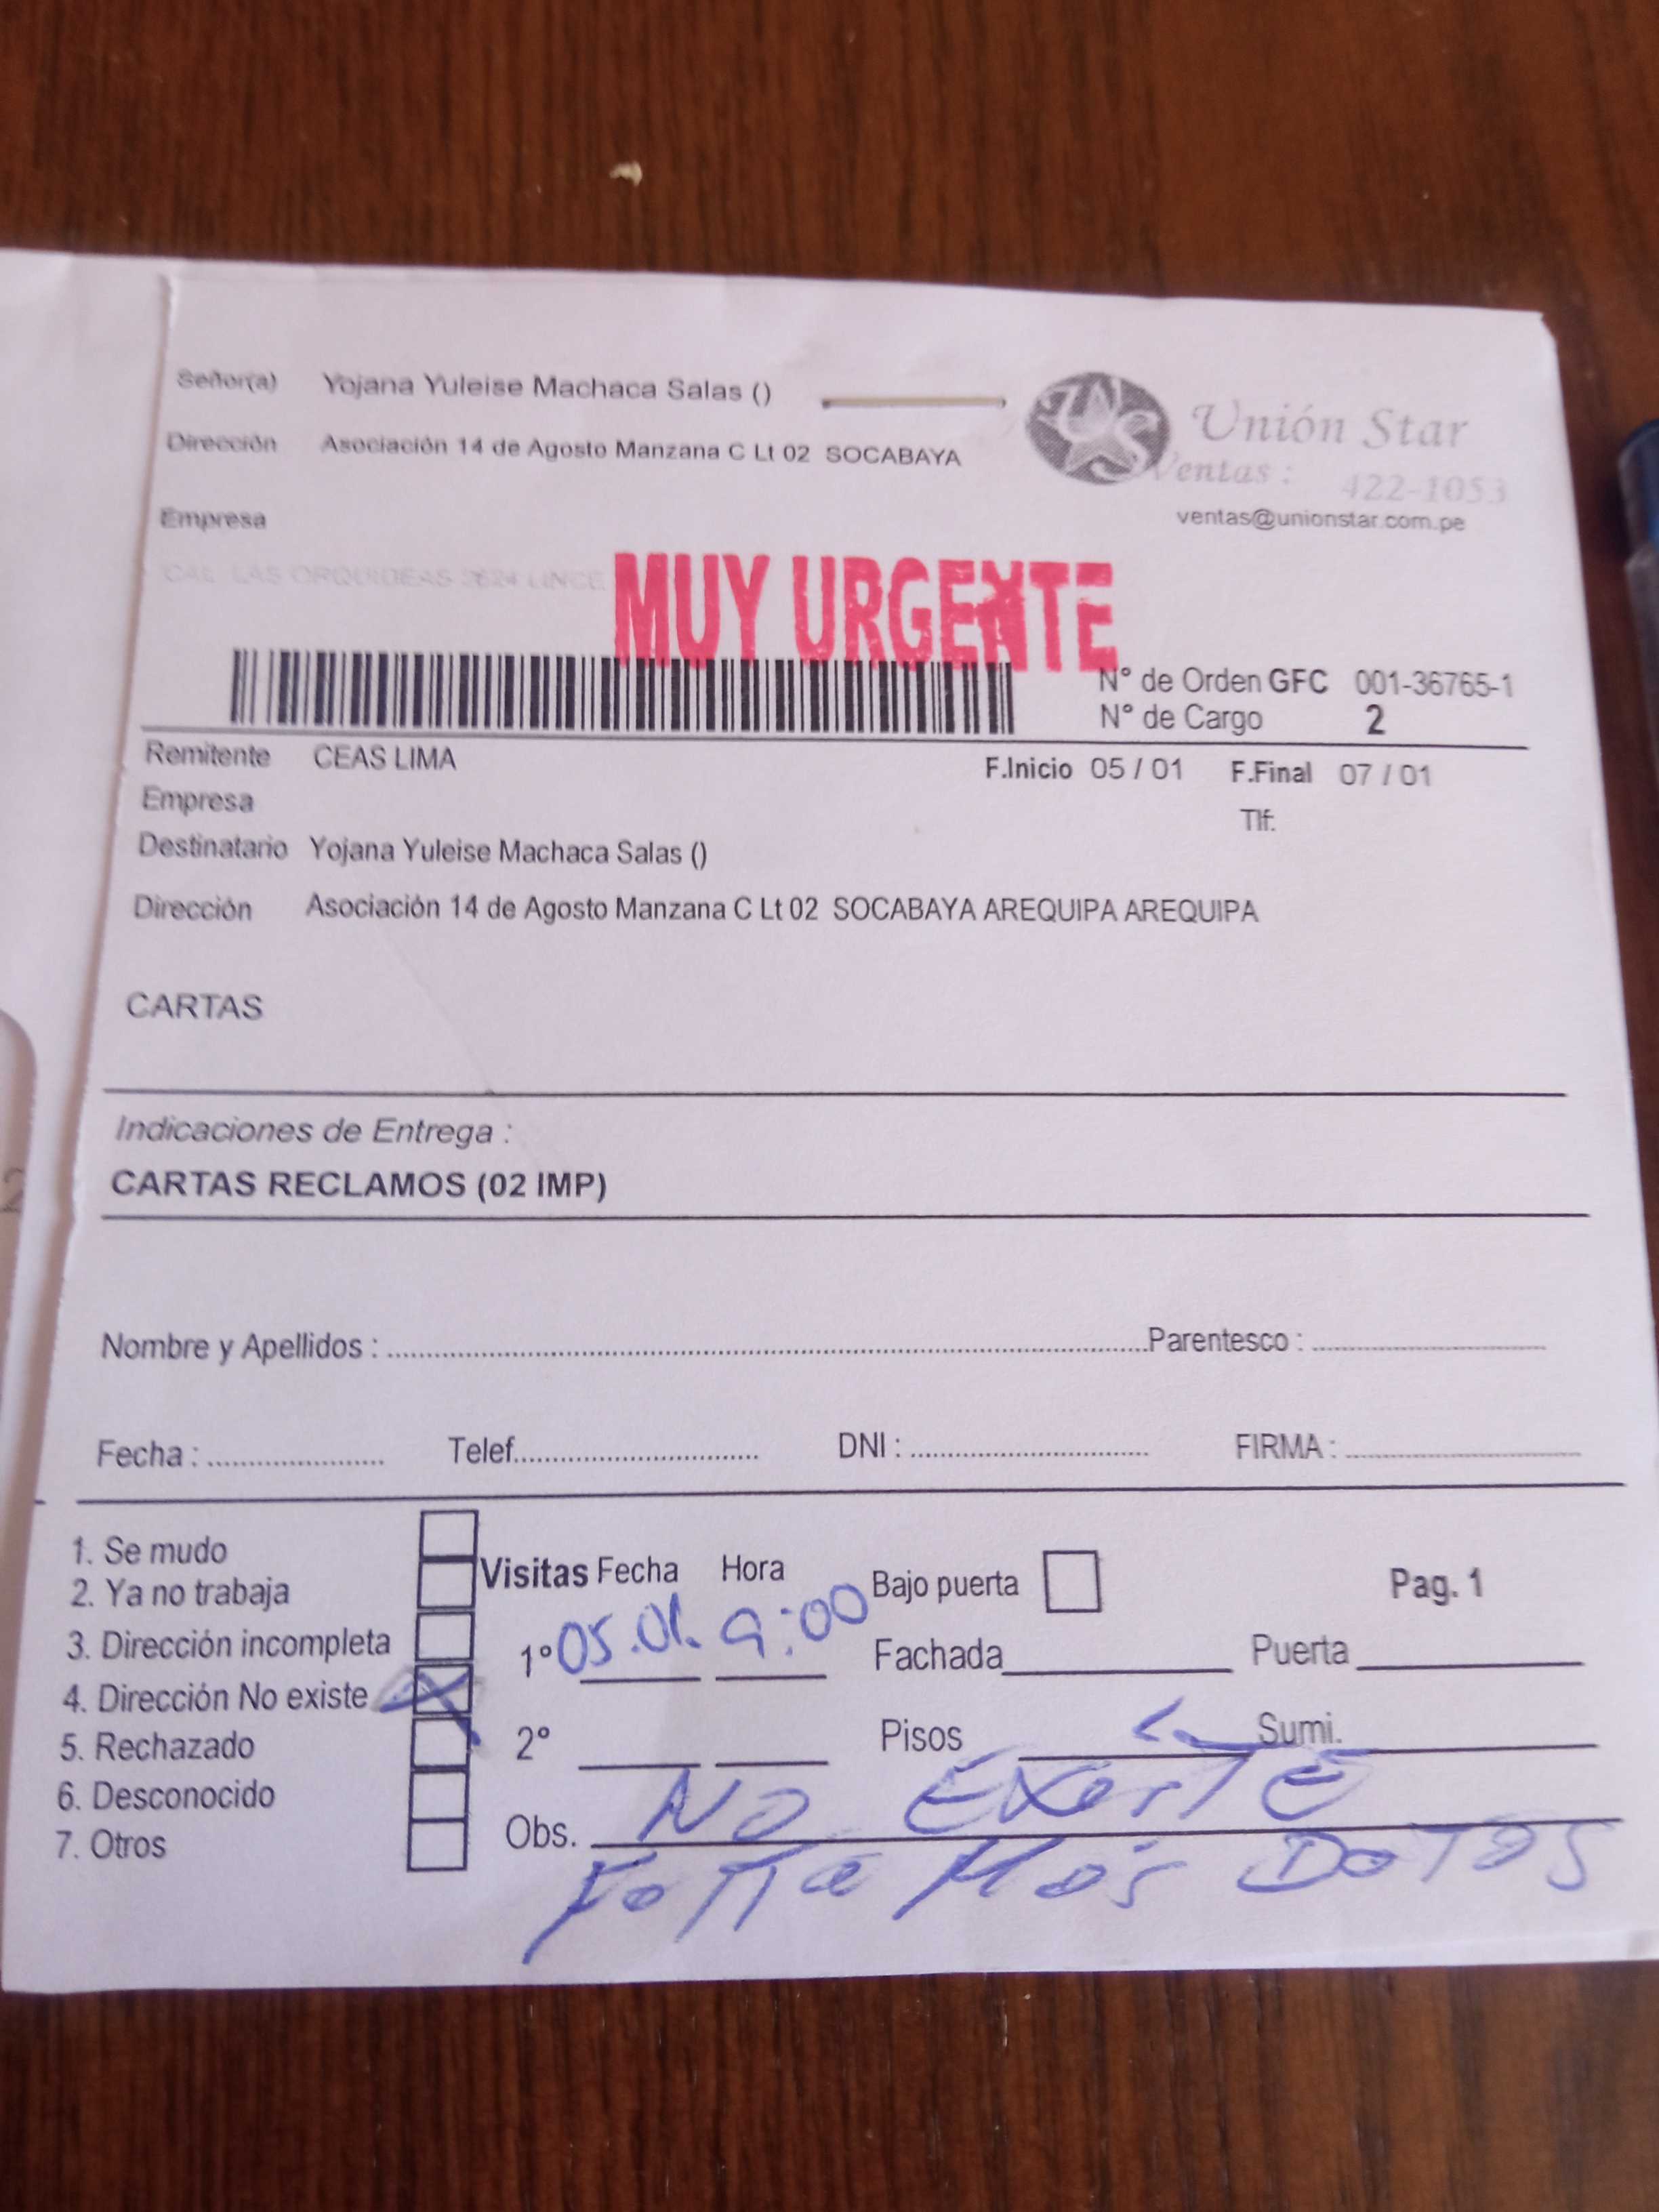 Señor(a) Yojana Yuleise Machaca Salas ()
Dirección Asociación 14 de Agosto Manzana C Lt 02 SOCABAYA
Unión Star
Ventas : 422-1053
ventas@unionstar.com.pe
Empresa
CAL. LAS ORQUIDEAS 2624 LINCE
MUY URGENTE
N° de Orden GFC 001-36765-1
N° de Cargo 2
Remitente CEAS LIMA F.Inicio 05 / 01 F.Final 07 / 01
Empresa Tlf:
Destinatario Yojana Yuleise Machaca Salas ()
Dirección Asociación 14 de Agosto Manzana C Lt 02 SOCABAYA AREQUIPA AREQUIPA
CARTAS
Indicaciones de Entrega :
CARTAS RECLAMOS (02 IMP)
Nombre y Apellidos : Parentesco :
Fecha : Telef. DNI : FIRMA :
1. Se mudo
2. Ya no trabaja
3. Dirección incompleta
4. Dirección No existe
5. Rechazado
6. Desconocido
7. Otros
Visitas Fecha Hora Bajo puerta Pag. 1
1° 05.01. 9:00 Fachada Puerta
2° Pisos Sumi.
Obs. NO EXISTE
FALTA MÁS DATOS